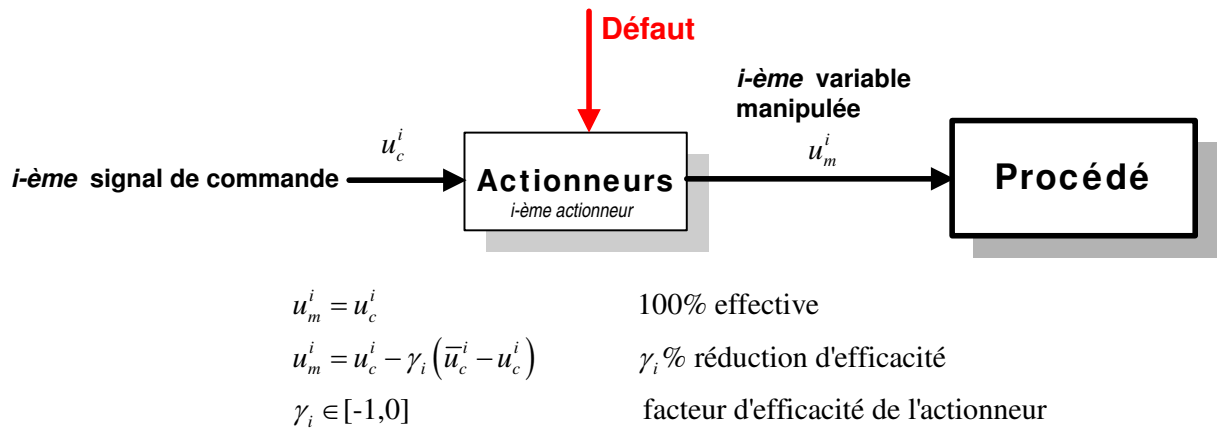 Défaut
i-ème variable
manipulée
i-ème signal de commande
u_c^i
Actionneurs
i-ème actionneur
u_m^i
Procédé
u_m^i = u_c^i 100% effective
u_m^i = u_c^i - γ_i (ū_c^i - u_c^i) γ_i% réduction d'efficacité
γ_i ∈ [-1,0] facteur d'efficacité de l'actionneur